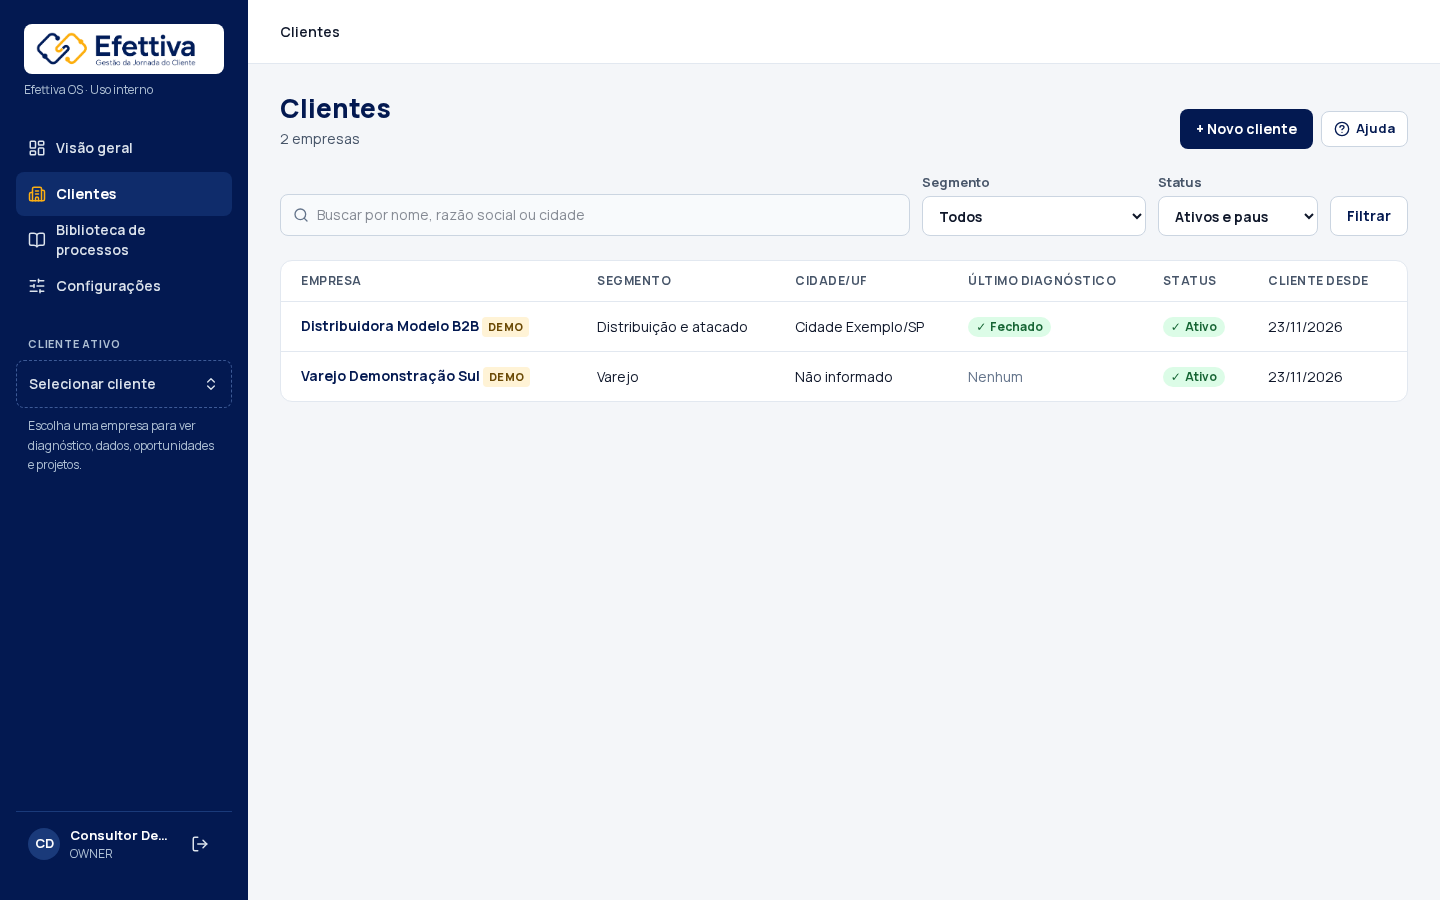 Efettiva
Gestão da Jornada do Cliente
Efettiva OS · Uso interno
Visão geral
Clientes
Biblioteca de
processos
Configurações
CLIENTE ATIVO
Selecionar cliente
Escolha uma empresa para ver
diagnóstico, dados, oportunidades
e projetos.
CD
Consultor De...
OWNER
Clientes
Clientes
2 empresas
+ Novo cliente
Ajuda
Buscar por nome, razão social ou cidade
Segmento
Todos
Status
Ativos e paus
Filtrar
EMPRESA SEGMENTO CIDADE/UF ÚLTIMO DIAGNÓSTICO STATUS CLIENTE DESDE
Distribuidora Modelo B2B DEMO Distribuição e atacado Cidade Exemplo/SP ✓ Fechado ✓ Ativo 23/11/2026
Varejo Demonstração Sul DEMO Varejo Não informado Nenhum ✓ Ativo 23/11/2026